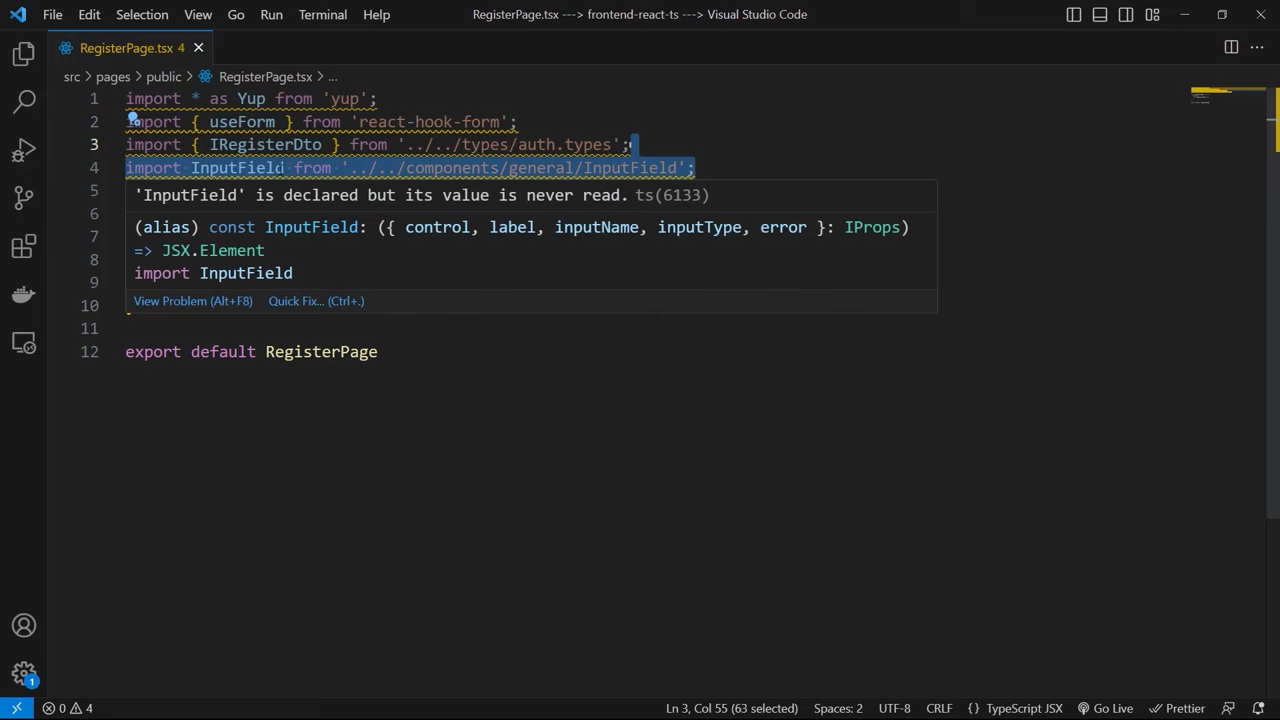 File Edit Selection View Go Run Terminal Help RegisterPage.tsx ---> frontend-react-ts ---> Visual Studio Code
RegisterPage.tsx 4
src > pages > public > RegisterPage.tsx > ...
1 import * as Yup from 'yup';
2 import { useForm } from 'react-hook-form';
3 import { IRegisterDto } from '../../types/auth.types';
4 import InputField from '../../components/general/InputField';
5
'InputField' is declared but its value is never read. ts(6133)
6
7 (alias) const InputField: ({ control, label, inputName, inputType, error }: IProps)
8 => JSX.Element
9 import InputField
10 View Problem (Alt+F8) Quick Fix... (Ctrl+.)
11
12 export default RegisterPage
1
0 4 Ln 3, Col 55 (63 selected) Spaces: 2 UTF-8 CRLF { } TypeScript JSX Go Live Prettier